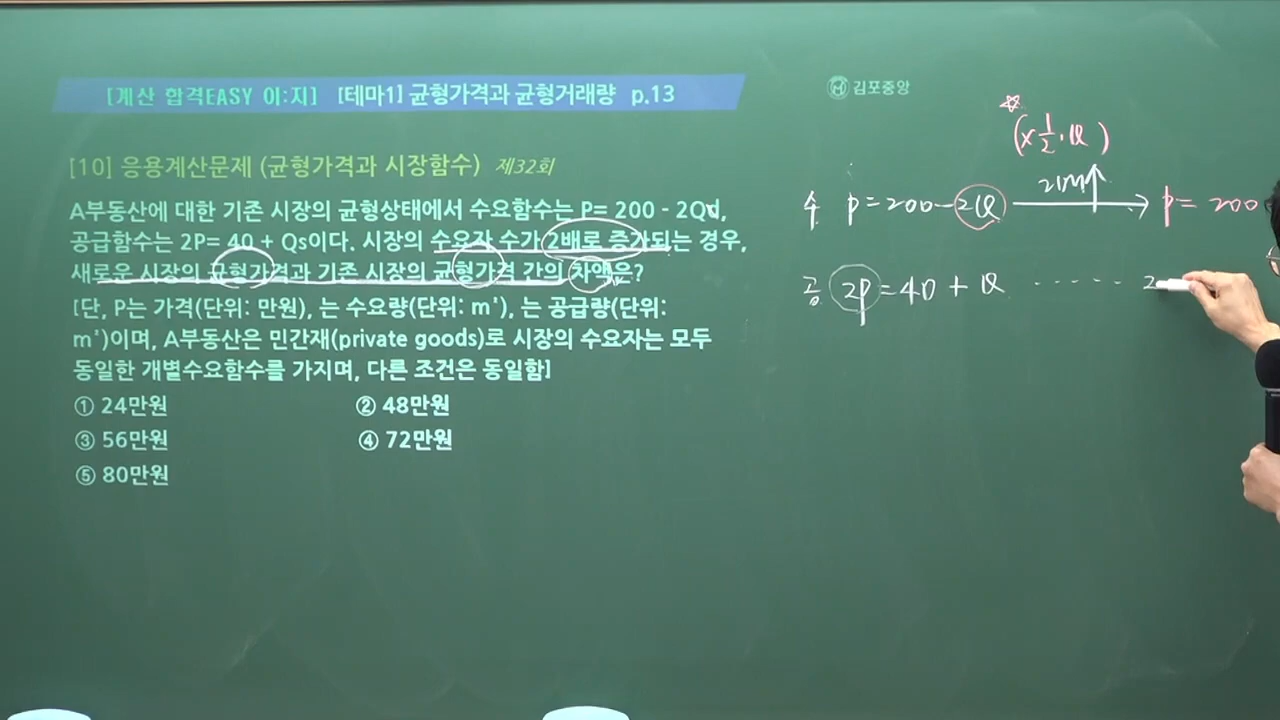 [계산 합격EASY 이:지] [테마1] 균형가격과 균형거래량 p.13
김포중앙
[10] 응용계산문제 (균형가격과 시장함수) 제32회
A부동산에 대한 기존 시장의 균형상태에서 수요함수는 P= 200 - 2Qd,
공급함수는 2P= 40 + Qs이다. 시장의 수요자 수가 2배로 증가되는 경우,
새로운 시장의 균형가격과 기존 시장의 균형가격 간의 차액은?
[단, P는 가격(단위: 만원), 는 수요량(단위: m²), 는 공급량(단위:
m²)이며, A부동산은 민간재(private goods)로 시장의 수요자는 모두
동일한 개별수요함수를 가지며, 다른 조건은 동일함]
① 24만원 ② 48만원
③ 56만원 ④ 72만원
⑤ 80만원
☆
(× 1/2 · Q )
수 P = 200 - 2Q 2배↑ → P = 200
공 2P = 40 + Q ······ 2